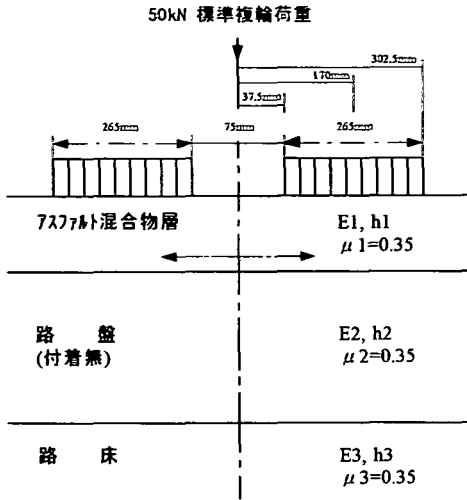 50kN 標準複輪荷重
302.5mm
170mm
37.5mm
265mm 75mm 265mm
アスファルト混合物層 E1, h1
μ1=0.35
路 盤 E2, h2
(付着無) μ2=0.35
路 床 E3, h3
μ3=0.35